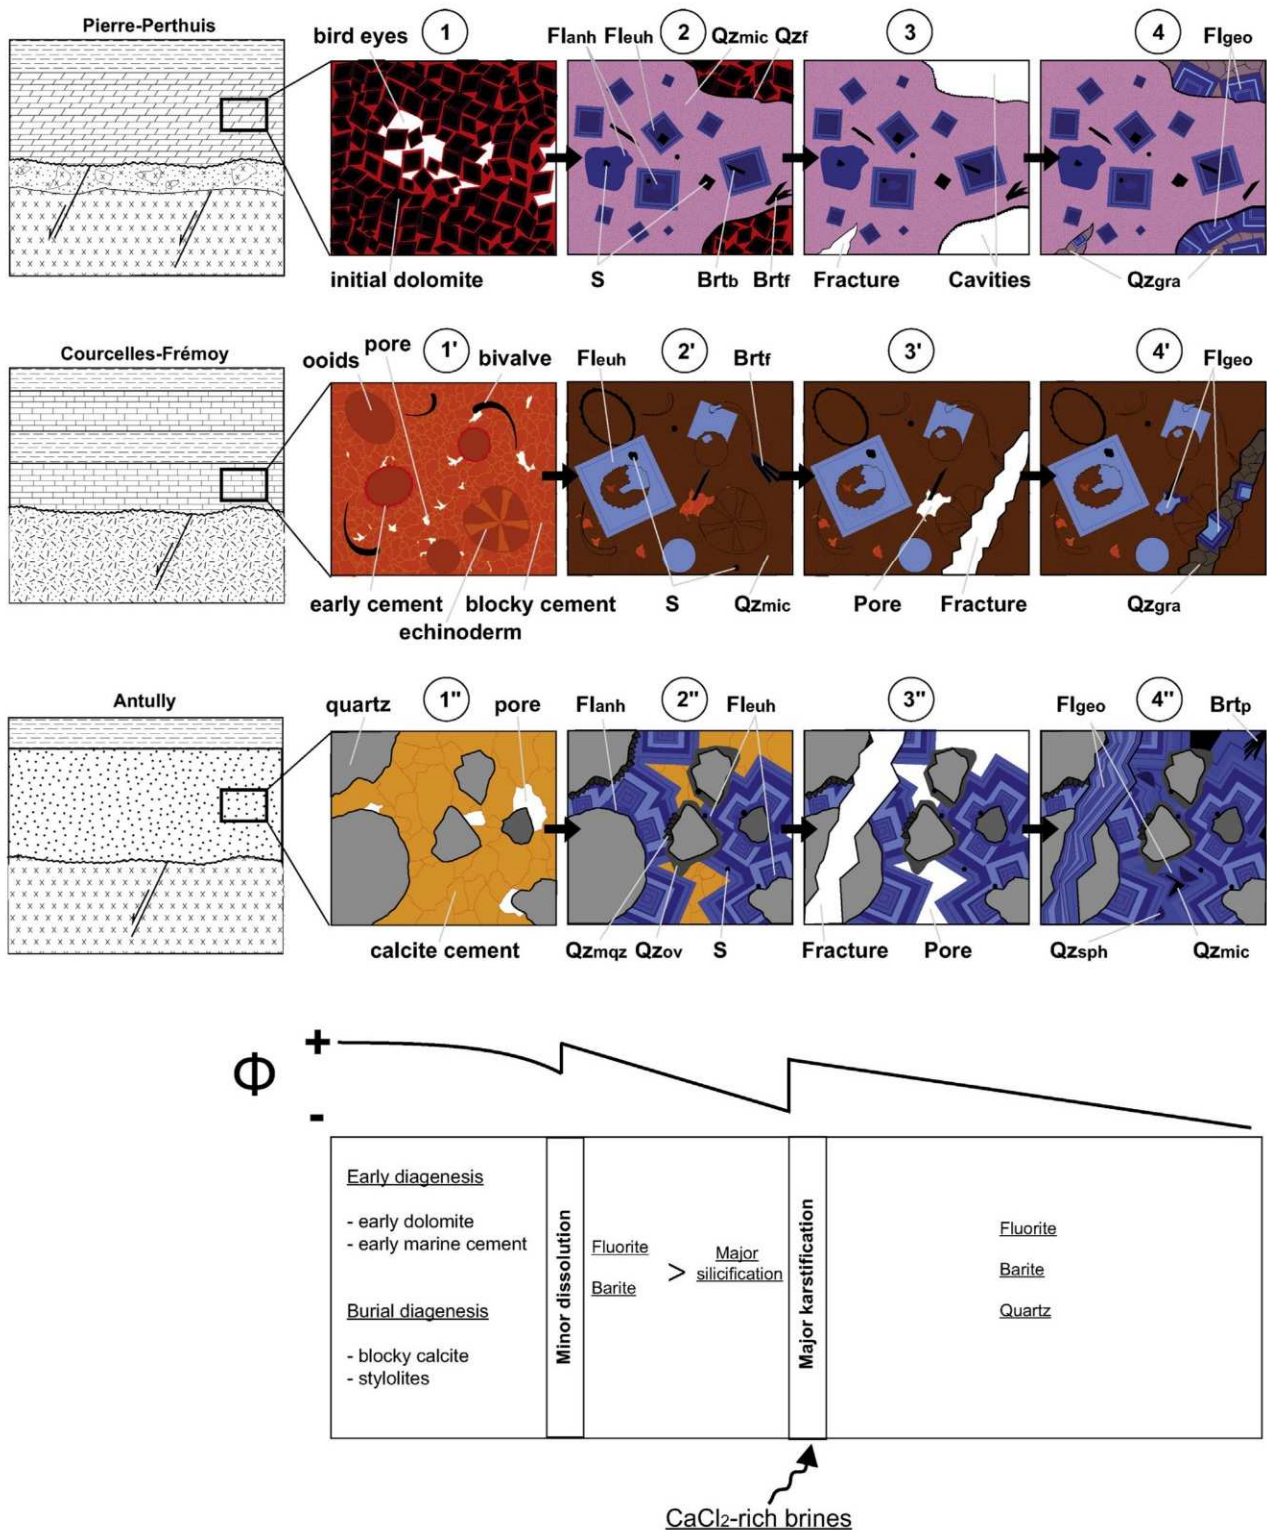 Pierre-Perthuis
bird eyes 1 Flanh Fleuh 2 Qzmic Qzf 3 4 Flgeo
initial dolomite S Brtb Brtf Fracture Cavities Qzgra
Courcelles-Frémoy
ooids pore 1' bivalve Fleuh 2' Brtf 3' 4' Flgeo
early cement blocky cement S Qzmic Pore Fracture Qzgra
echinoderm
Antully
quartz 1" pore Flanh 2" Fleuh 3" Flgeo 4" Brtp
calcite cement Qzmqz Qzov S Fracture Pore Qzsph Qzmic
+
Φ
-
Early diagenesis
- early dolomite
- early marine cement
Burial diagenesis
- blocky calcite
- stylolites
Minor dissolution
Fluorite
Barite
>
Major
silicification
Major karstification
Fluorite
Barite
Quartz
CaCl2-rich brines